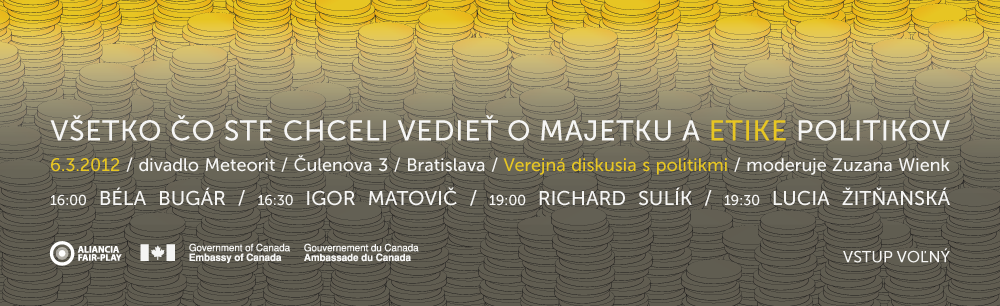 VŠETKO ČO STE CHCELI VEDIEŤ O MAJETKU A ETIKE POLITIKOV
6.3.2012 / divadlo Meteorit / Čulenova 3 / Bratislava / Verejná diskusia s politikmi / moderuje Zuzana Wienk
16:00 BÉLA BUGÁR / 16:30 IGOR MATOVIČ / 19:00 RICHARD SULÍK / 19:30 LUCIA ŽITŇANSKÁ
ALIANCIA
FAIR-PLAY
Government of Canada
Embassy of Canada
Gouvernement du Canada
Ambassade du Canada
VSTUP VOĽNÝ